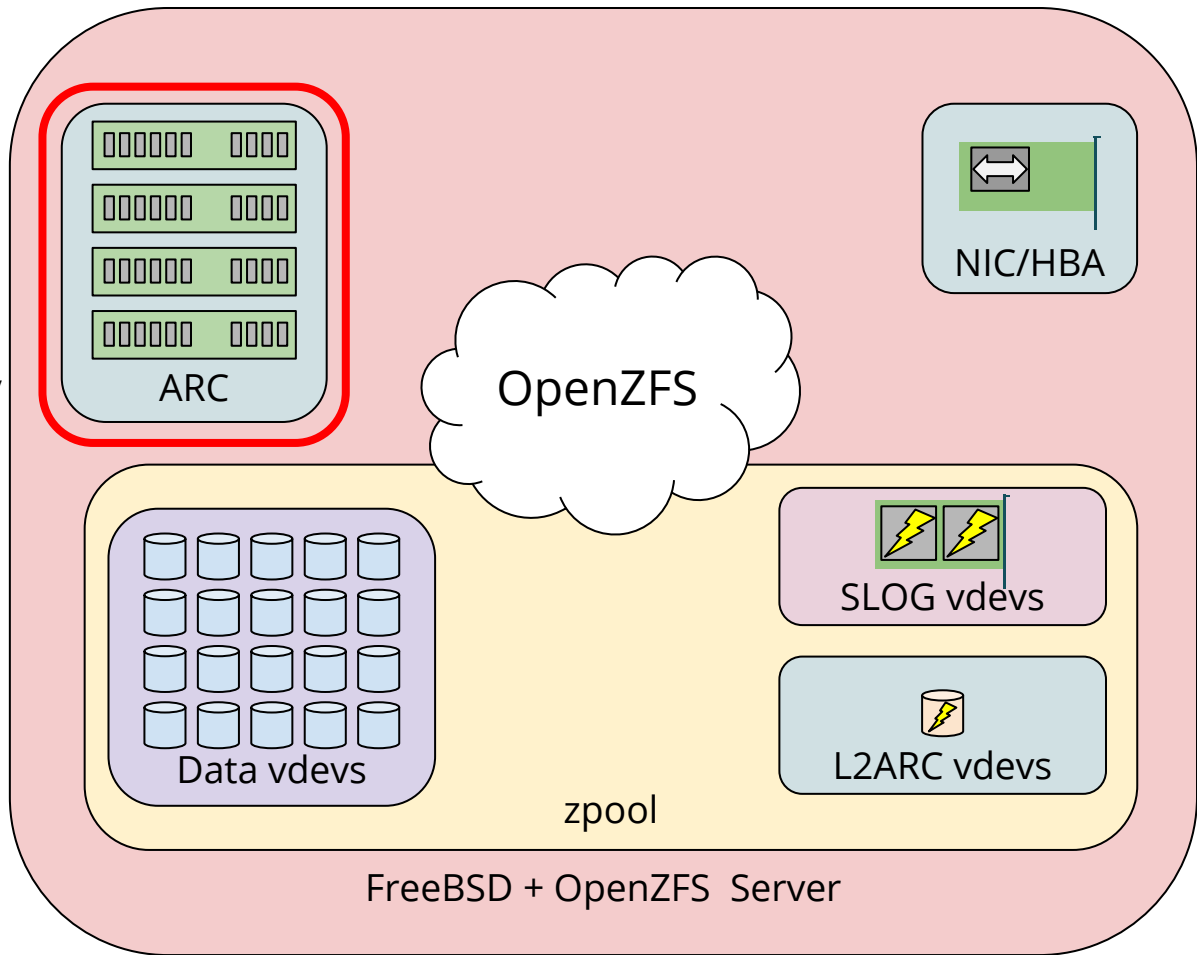 ARC
NIC/HBA
OpenZFS
SLOG vdevs
L2ARC vdevs
Data vdevs
zpool
FreeBSD + OpenZFS  Server